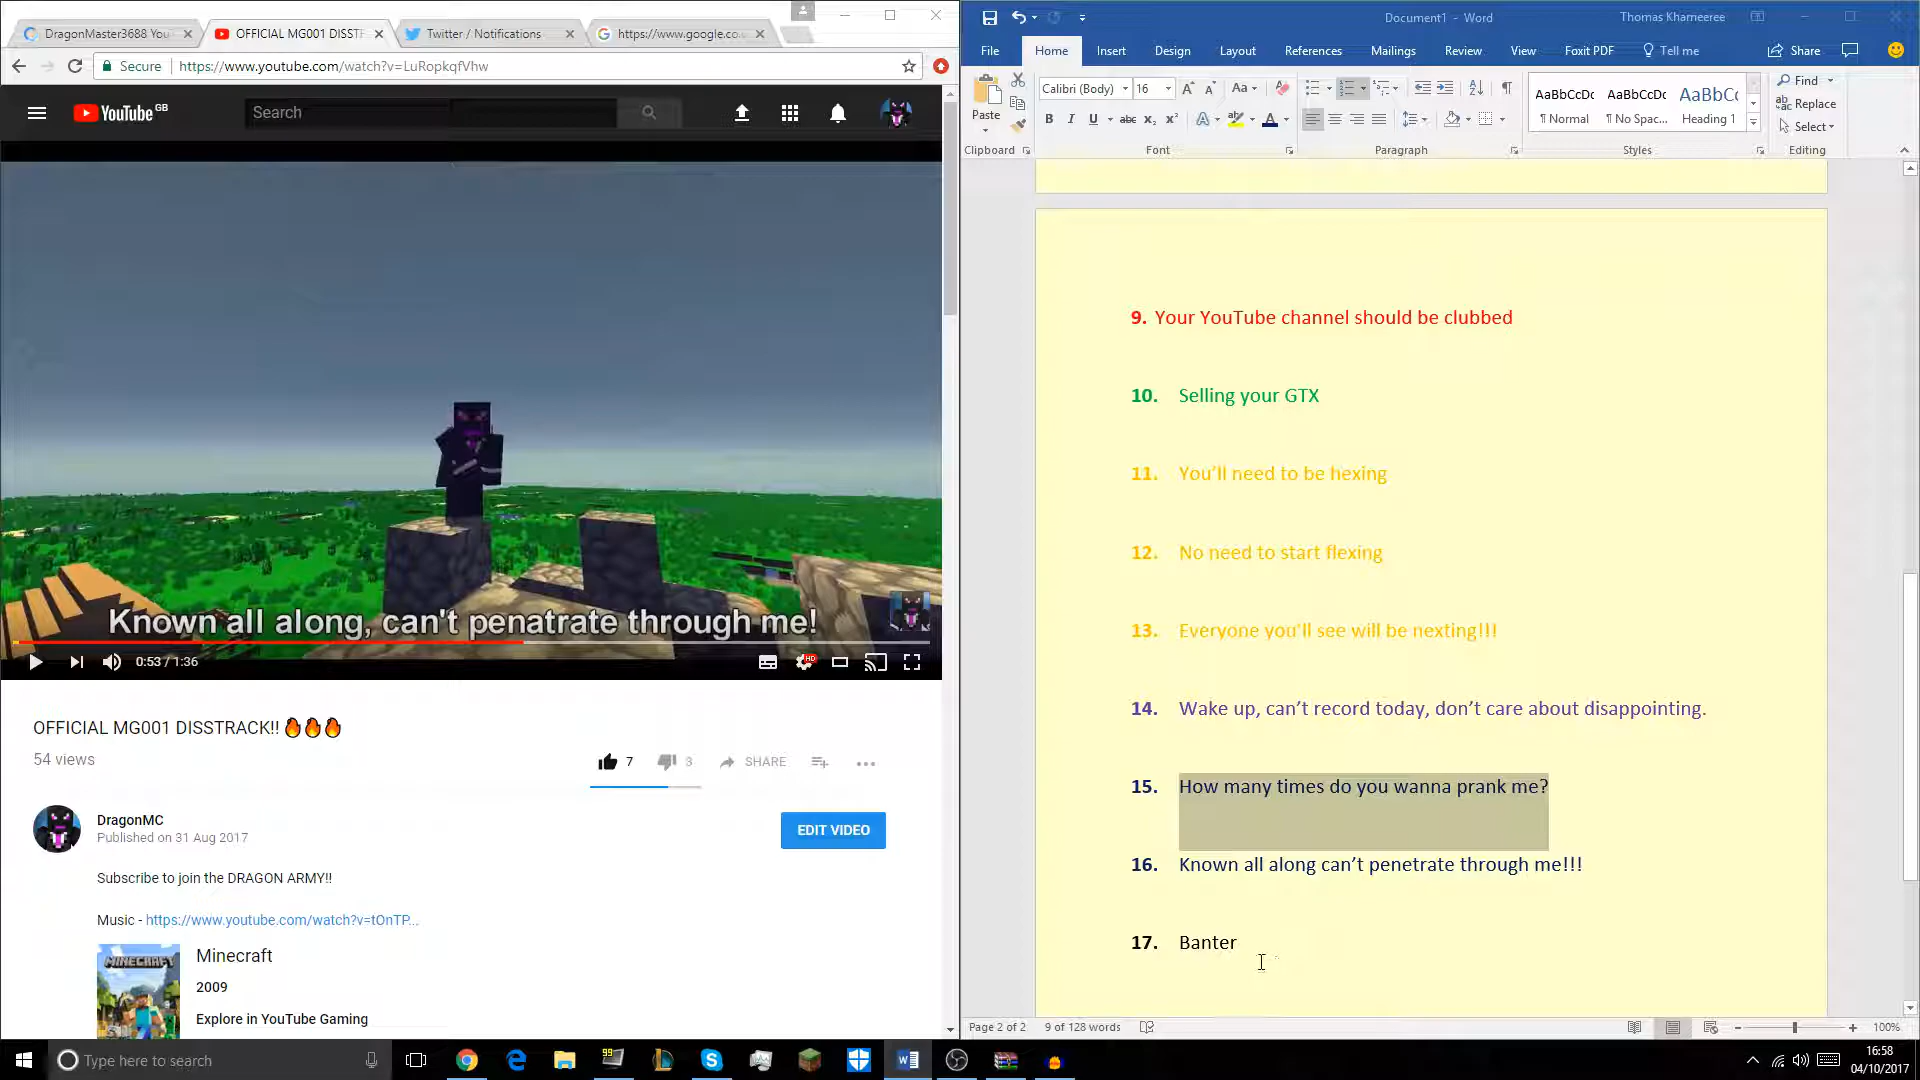 DragonMaster3688 You
OFFICIAL MG001 DISST
Twitter / Notifications
https://www.google.co.
Secure
https://www.youtube.com/watch?v=LuRopkqfVhw
YouTube GB
Search
Known all along, can't penatrate through me!
0:53 / 1:36
HD
OFFICIAL MG001 DISSTRACK!!
54 views
7
3
SHARE
DragonMC
Published on 31 Aug 2017
EDIT VIDEO
Subscribe to join the DRAGON ARMY!!
Music - https://www.youtube.com/watch?v=tOnTP...
MINECRAFT
Minecraft
2009
Explore in YouTube Gaming
Document1 - Word
Thomas Khameeree
File
Home
Insert
Design
Layout
References
Mailings
Review
View
Foxit PDF
Tell me
Share
Paste
Clipboard
Calibri (Body)
16
Font
Paragraph
AaBbCcDc
¶ Normal
AaBbCcDc
¶ No Spac...
AaBbC
Heading 1
Styles
Find
Replace
Select
Editing
9. Your YouTube channel should be clubbed
10. Selling your GTX
11. You'll need to be hexing
12. No need to start flexing
13. Everyone you'll see will be nexting!!!
14. Wake up, can't record today, don't care about disappointing.
15. How many times do you wanna prank me?
16. Known all along can't penetrate through me!!!
17. Banter
Page 2 of 2
9 of 128 words
100%
Type here to search
99
16:58
04/10/2017